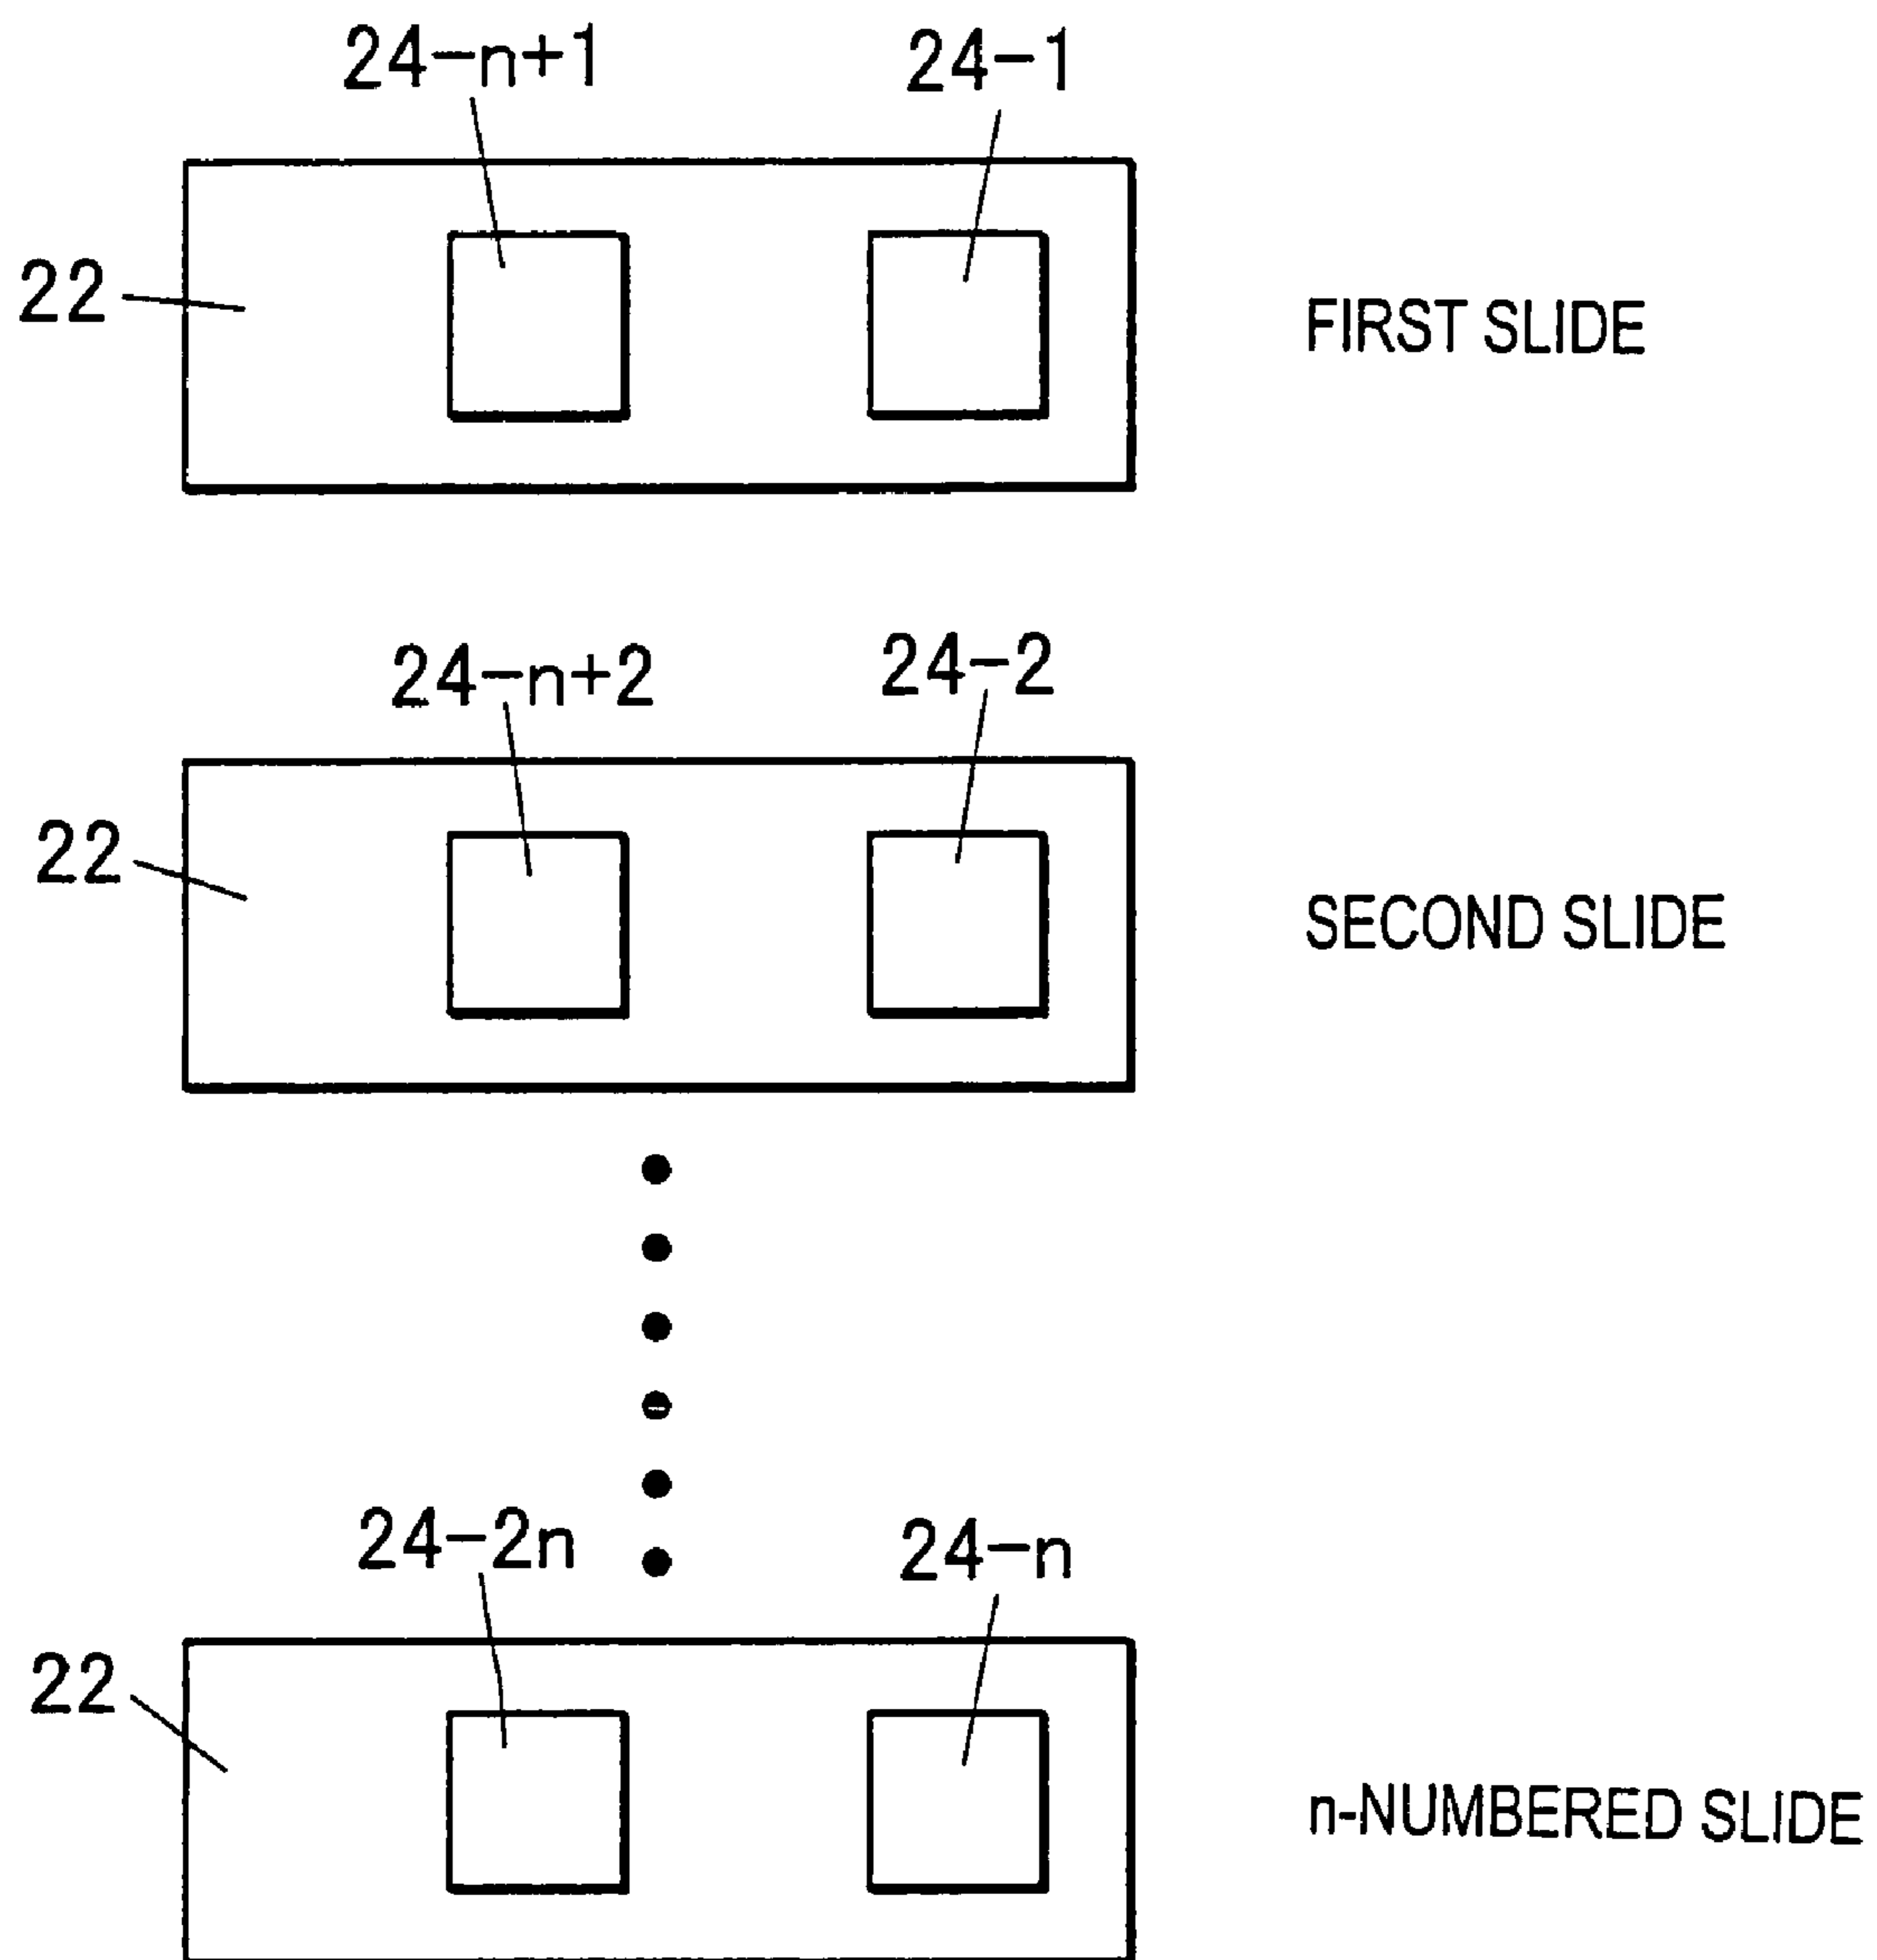 24-n+1 24-1
22
FIRST SLIDE
24-n+2 24-2
22
SECOND SLIDE
24-2n 24-n
22
n-NUMBERED SLIDE